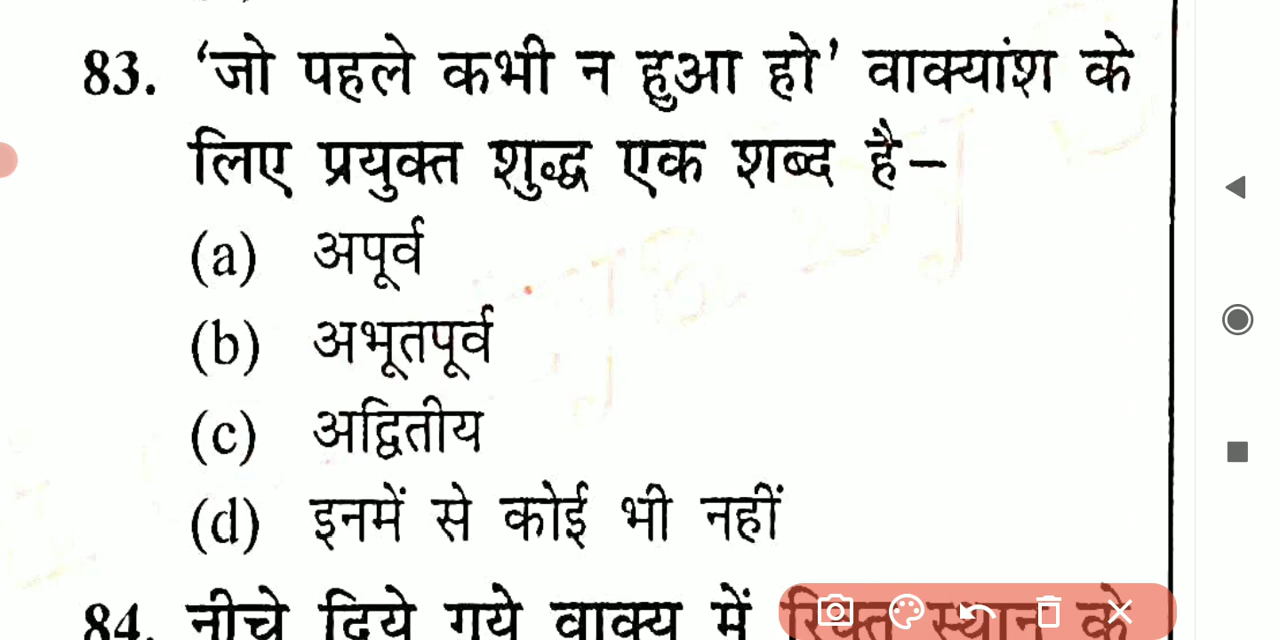 83. ‘जो पहले कभी न हुआ हो’ वाक्यांश के
लिए प्रयुक्त शुद्ध एक शब्द है–
(a) अपूर्व
(b) अभूतपूर्व
(c) अद्वितीय
(d) इनमें से कोई भी नहीं
84. नीचे दिये गये वाक्य में रिक्त स्थान के